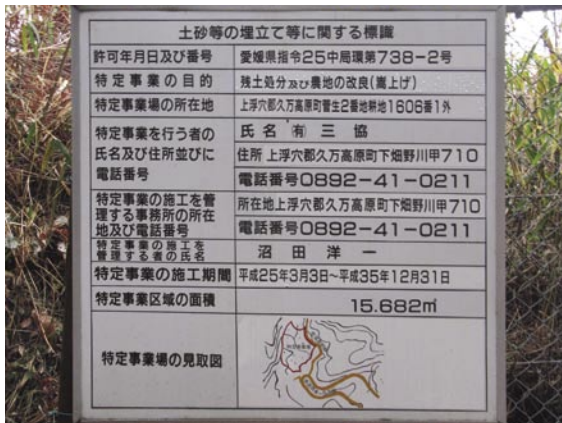 土砂等の埋立て等に関する標識
許可年月日及び番号 愛媛県指令25中局環第738-2号
特定事業の目的 残土処分及び農地の改良(嵩上げ)
特定事業場の所在地 上浮穴郡久万高原町菅生2番地耕地1606番1外
特定事業を行う者の
氏名及び住所並びに
電話番号
氏名 ㈲ 三 協
住所 上浮穴郡久万高原町下畑野川甲710
電話番号0892-41-0211
特定事業の施工を管
理する事務所の所在
地及び電話番号
所在地上浮穴郡久万高原町下畑野川甲710
電話番号0892-41-0211
特定事業の施工を
管理する者の氏名
沼 田 洋 一
特定事業の施工期間 平成25年3月3日~平成35年12月31日
特定事業区域の面積 15.682㎡
特定事業場の見取図